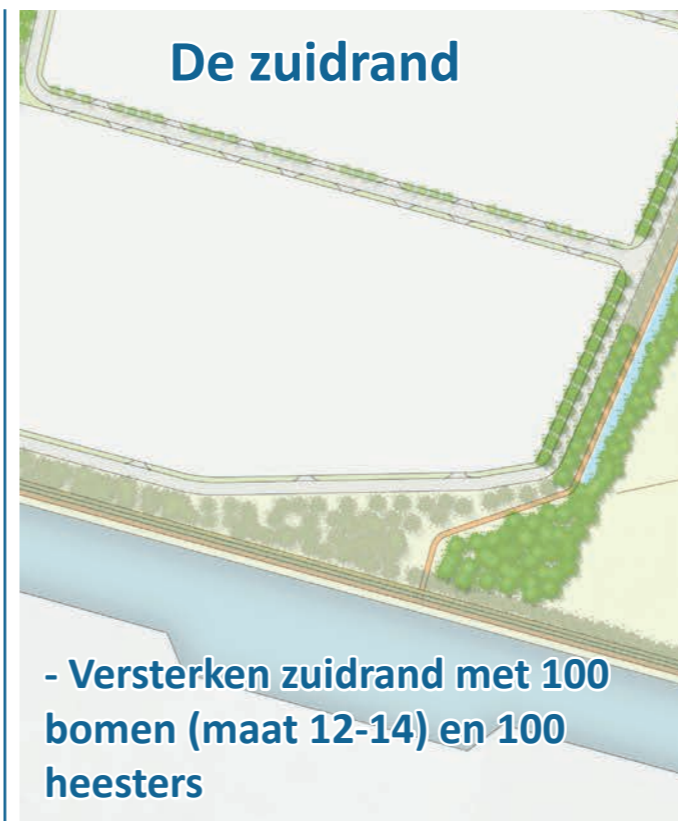 De zuidrand
- Versterken zuidrand met 100
bomen (maat 12-14) en 100
heesters